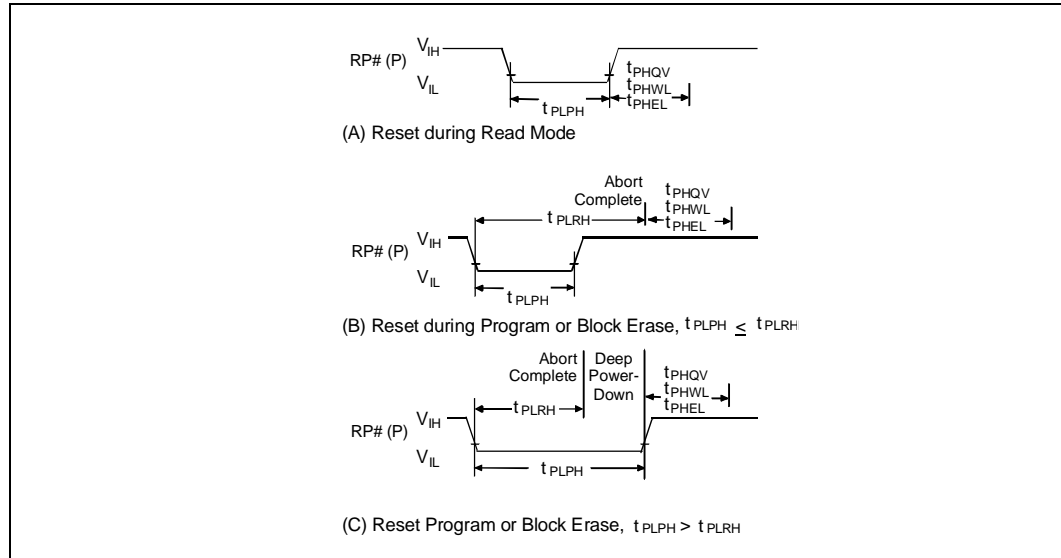 RP# (P)
VIH
VIL
tPLPH
tPHQV
tPHWL
tPHEL
(A) Reset during Read Mode
Abort
Complete
tPHQV
tPHWL
tPHEL
tPLRH
RP# (P)
VIH
VIL
tPLPH
(B) Reset during Program or Block Erase, tPLPH ≤ tPLRH
Abort
Complete
Deep
Power-
Down
tPHQV
tPHWL
tPHEL
tPLRH
RP# (P)
VIH
VIL
tPLPH
(C) Reset Program or Block Erase, tPLPH > tPLRH